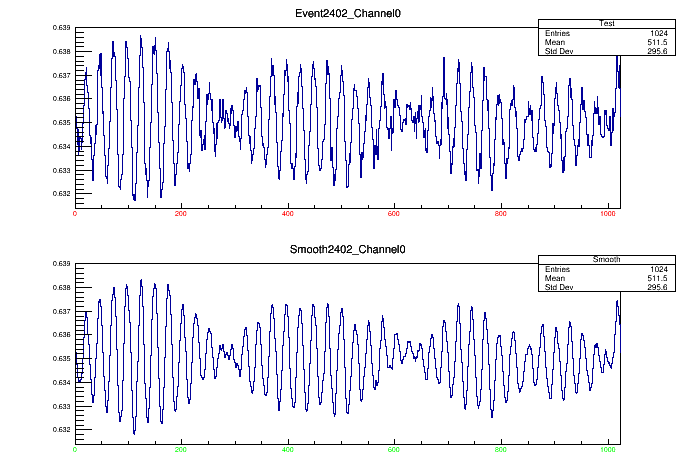 Event2402_Channel0
Test
Entries 1024
Mean 511.5
Std Dev 295.6
0.639
0.638
0.637
0.636
0.635
0.634
0.633
0.632
0 200 400 600 800 1000
Smooth2402_Channel0
Smooth
Entries 1024
Mean 511.5
Std Dev 295.6
0.639
0.638
0.637
0.636
0.635
0.634
0.633
0.632
0 200 400 600 800 1000